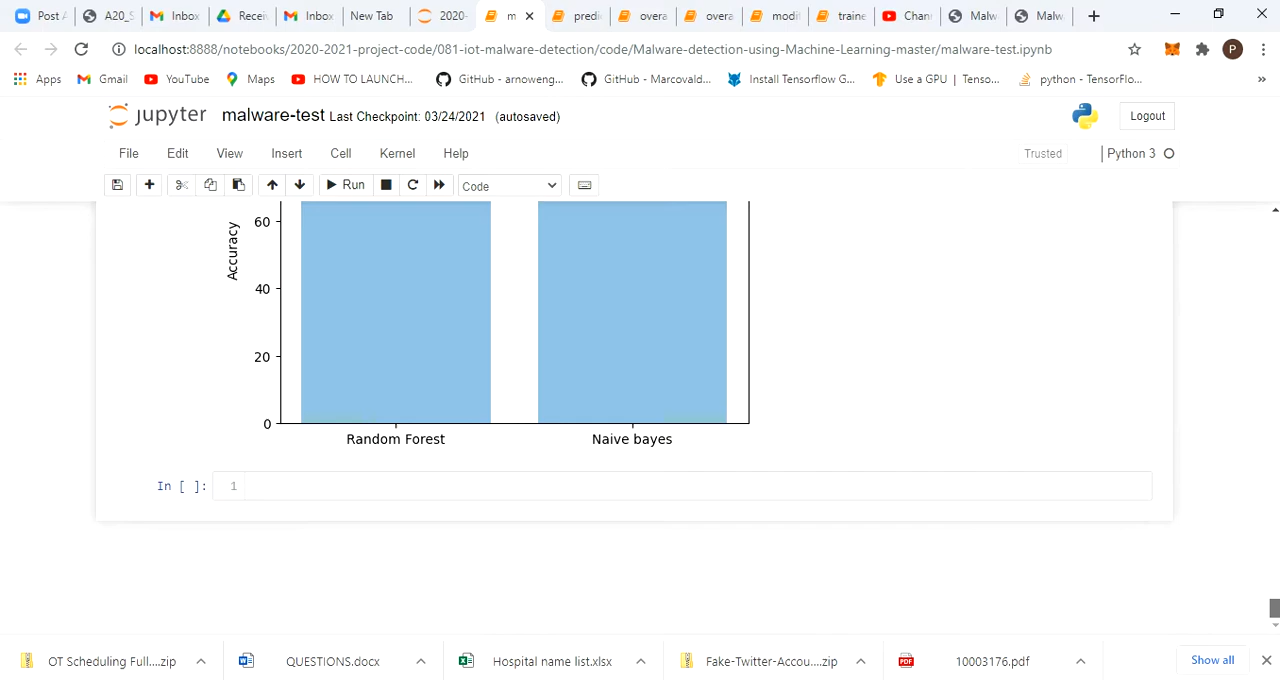 Post A A20_S Inbox Recei Inbox New Tab 2020- m predi overa overa modi traine Chan Malw Malw
localhost:8888/notebooks/2020-2021-project-code/081-iot-malware-detection/code/Malware-detection-using-Machine-Learning-master/malware-test.ipynb P
Apps Gmail YouTube Maps HOW TO LAUNCH... GitHub - arnoweng... GitHub - Marcovald... Install Tensorflow G... Use a GPU | Tenso... python - TensorFlo... »
jupyter malware-test Last Checkpoint: 03/24/2021 (autosaved) Logout
File Edit View Insert Cell Kernel Help Trusted Python 3
Run Code
60
Accuracy
40
20
0
Random Forest Naive bayes
In [ ]: 1
OT Scheduling Full....zip QUESTIONS.docx Hospital name list.xlsx Fake-Twitter-Accou....zip PDF 10003176.pdf Show all